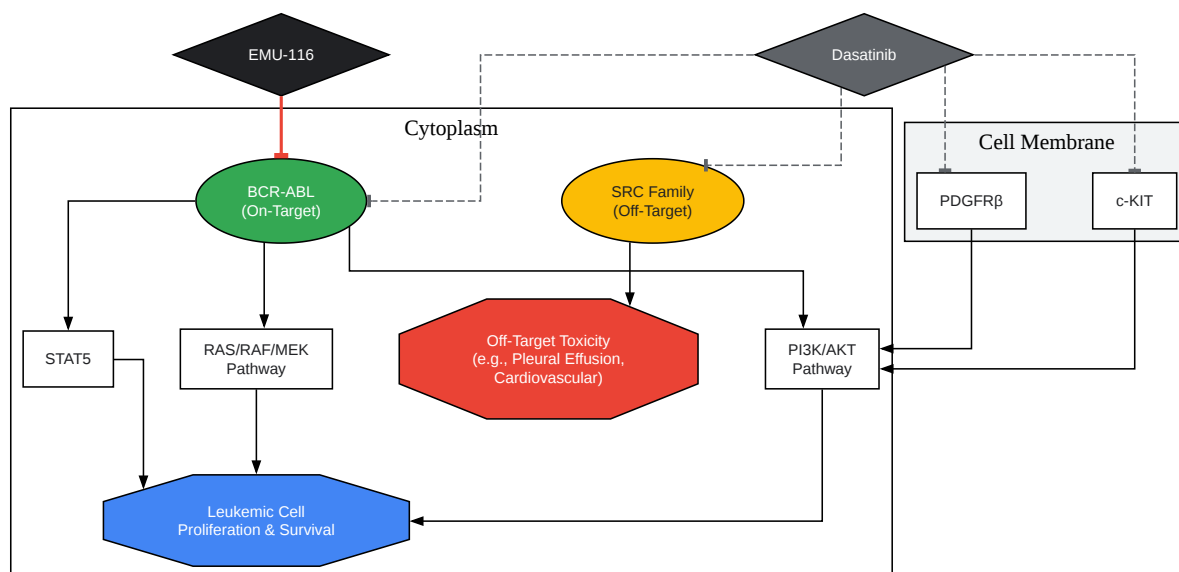 EMU-116
Dasatinib
Cytoplasm
Cell Membrane
BCR-ABL
(On-Target)
SRC Family
(Off-Target)
PDGFRβ
c-KIT
STAT5
RAS/RAF/MEK
Pathway
Off-Target Toxicity
(e.g., Pleural Effusion,
Cardiovascular)
PI3K/AKT
Pathway
Leukemic Cell
Proliferation & Survival